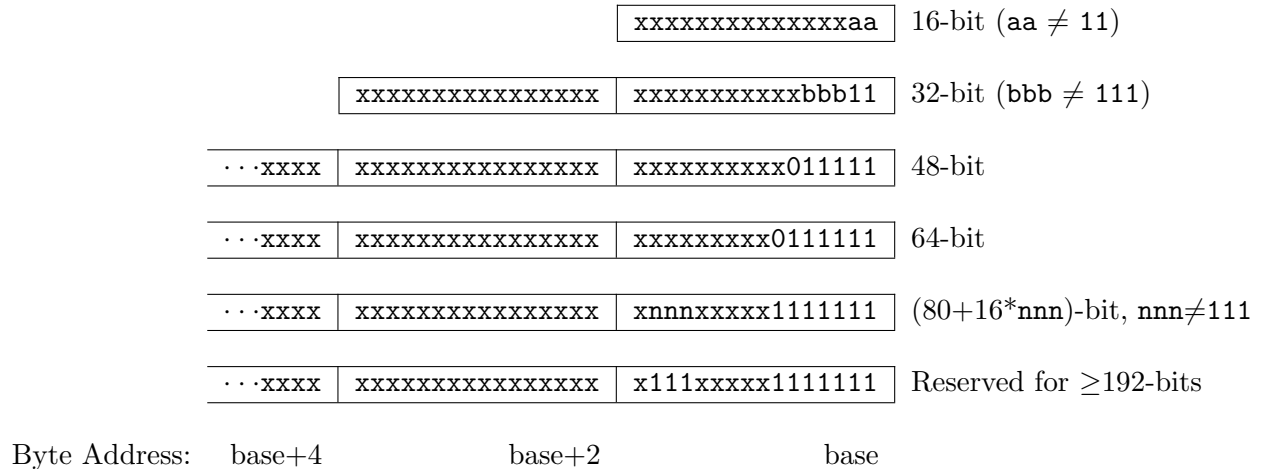 xxxxxxxxxxxxxxaa 16-bit (aa ≠ 11)
xxxxxxxxxxxxxxxx xxxxxxxxxxxbbb11 32-bit (bbb ≠ 111)
···xxxx xxxxxxxxxxxxxxxx xxxxxxxxxx011111 48-bit
···xxxx xxxxxxxxxxxxxxxx xxxxxxxxx0111111 64-bit
···xxxx xxxxxxxxxxxxxxxx xnnnxxxxx1111111 (80+16*nnn)-bit, nnn≠111
···xxxx xxxxxxxxxxxxxxxx x111xxxxx1111111 Reserved for ≥192-bits
Byte Address: base+4 base+2 base